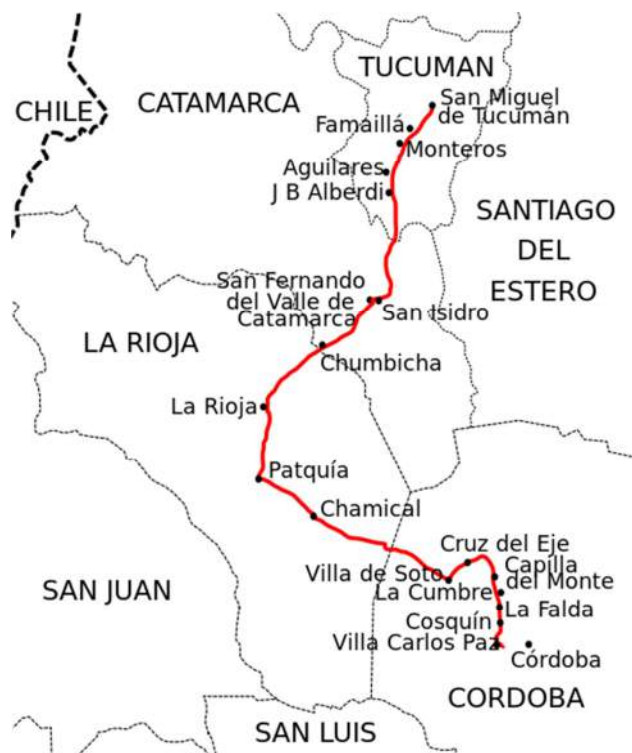 TUCUMAN
CATAMARCA
CHILE
San Miguel
de Tucumán
Famaillá
Monteros
Aguilares
J B Alberdi
SANTIAGO
DEL
ESTERO
San Fernando
del Valle de
Catamarca
San Isidro
LA RIOJA
Chumbicha
La Rioja
Patquía
Chamical
Cruz del Eje
Villa de Soto
Capilla
del Monte
La Cumbre
SAN JUAN
La Falda
Cosquín
Villa Carlos Paz
Córdoba
CORDOBA
SAN LUIS